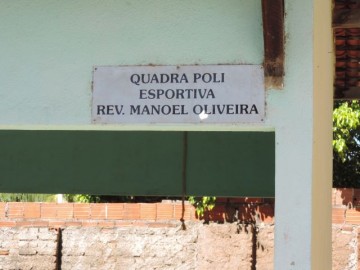 QUADRA POLI
ESPORTIVA
REV. MANOEL OLIVEIRA